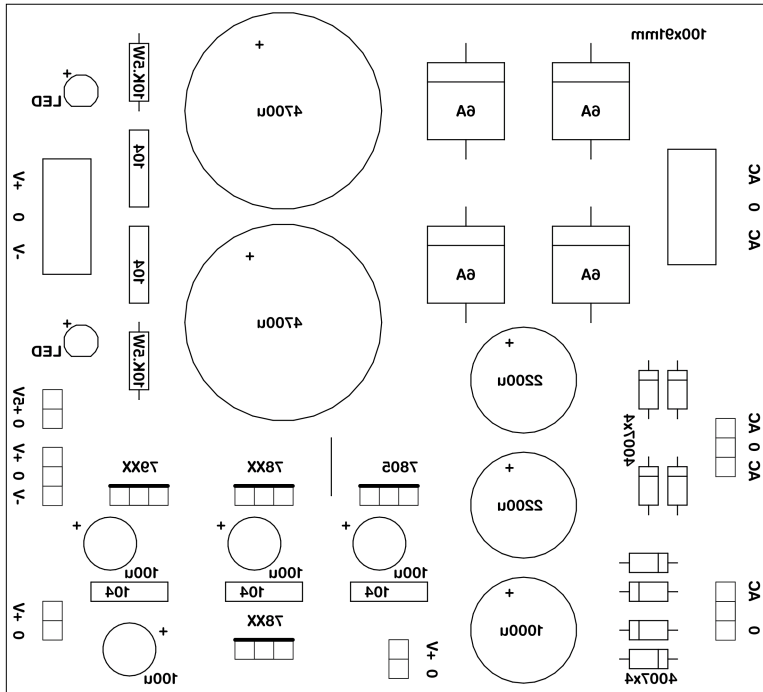 100x91mm
+
LED
10K.5W
+
4700u
6A
6A
104
+V
0
-V
AC
0
AC
104
+
4700u
6A
6A
+
LED
10K.5W
+
2200u
0 +5V
4007x4
AC
0
AC
-V 0 +V
79XX
78XX
7805
+
2200u
+
100u
+
100u
+
100u
104
104
104
+
1000u
AC
0
0 +V
+
100u
78XX
0 +V
4007x4